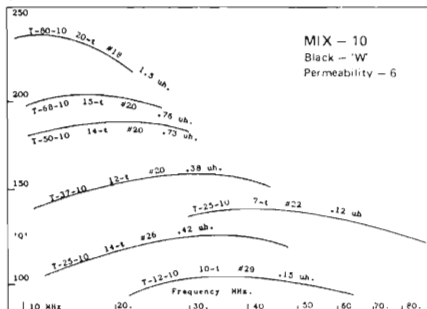 250
MIX – 10
Black – 'W'
Permeability – 6
T-80-10 20-t #18 1.5 uh.
200
T-68-10 15-t #20 .76 uh.
T-50-10 14-t #20 .73 uh.
T-37-10 12-t #20 .38 uh.
150
T-25-10 7-t #22 .12 uh
T-25-10 14-t #26 .42 uh.
'Q'
T-12-10 10-t #29 .15 uh.
100
Frequency MHz.
10 MHz .20. .30. .40 .50 .60 .70. .80.